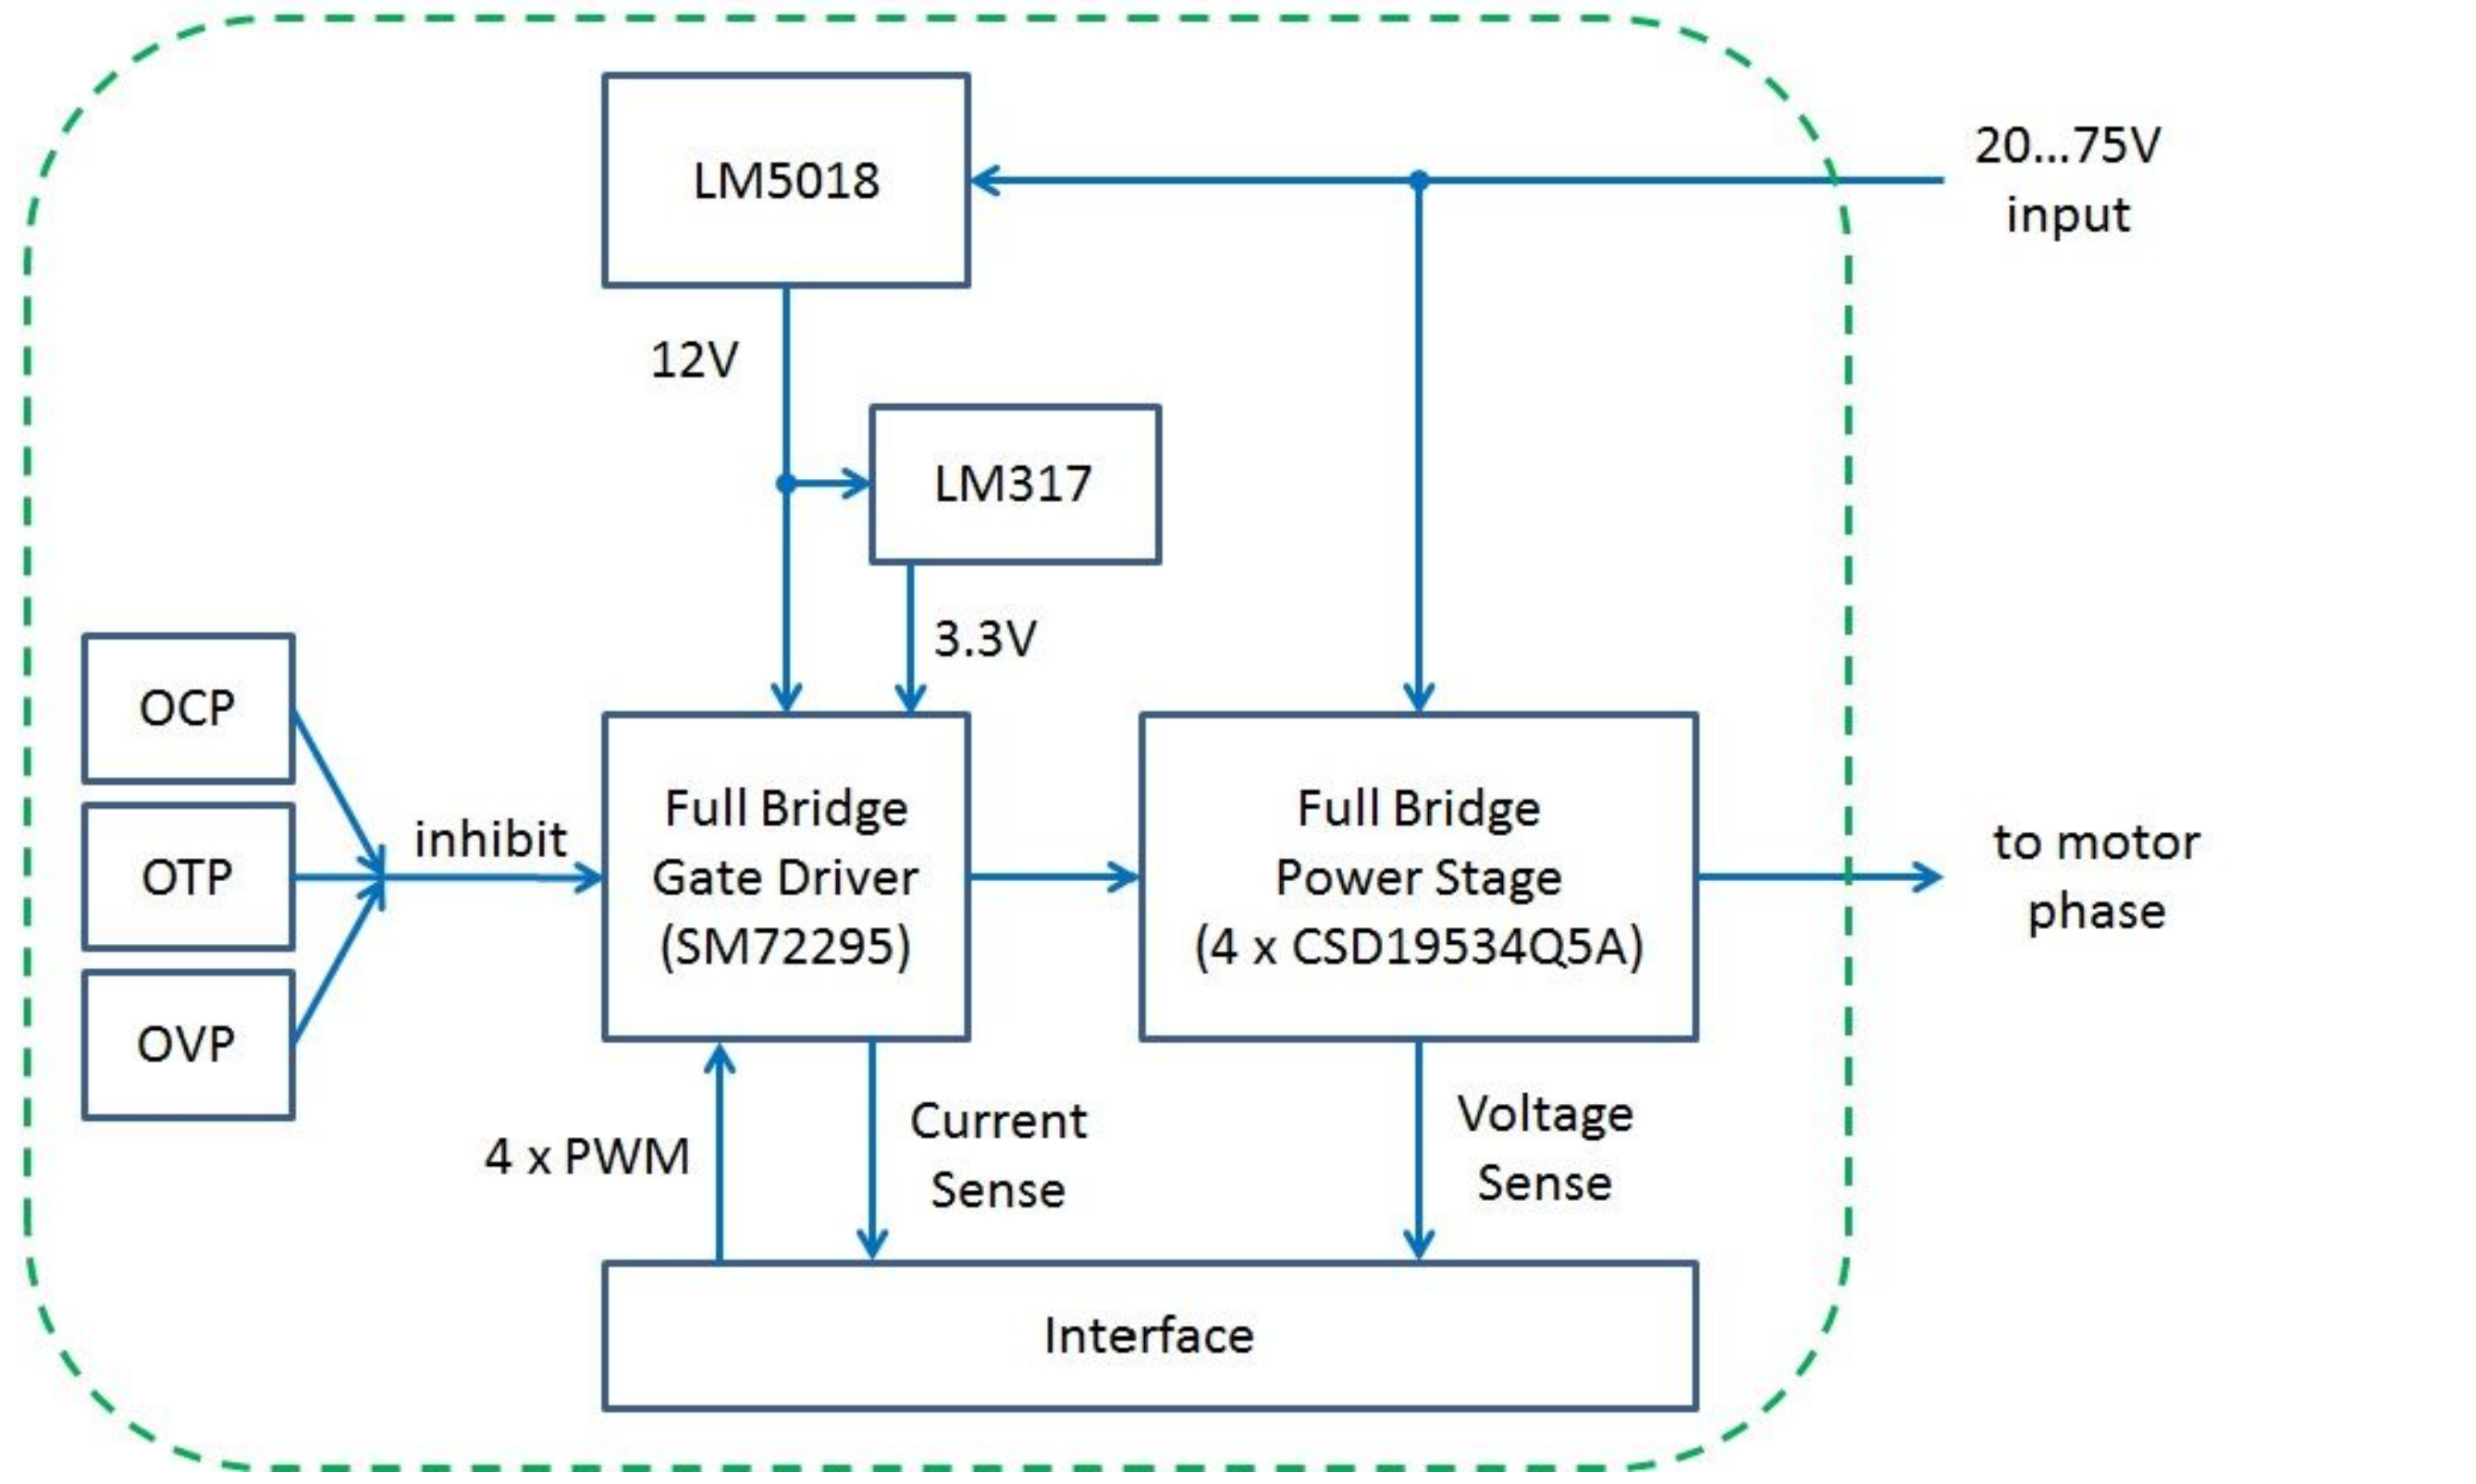 LM5018
20...75V
input
12V
LM317
3.3V
OCP
OTP
OVP
inhibit
Full Bridge
Gate Driver
(SM72295)
Full Bridge
Power Stage
(4 x CSD19534Q5A)
to motor
phase
4 x PWM
Current
Sense
Voltage
Sense
Interface